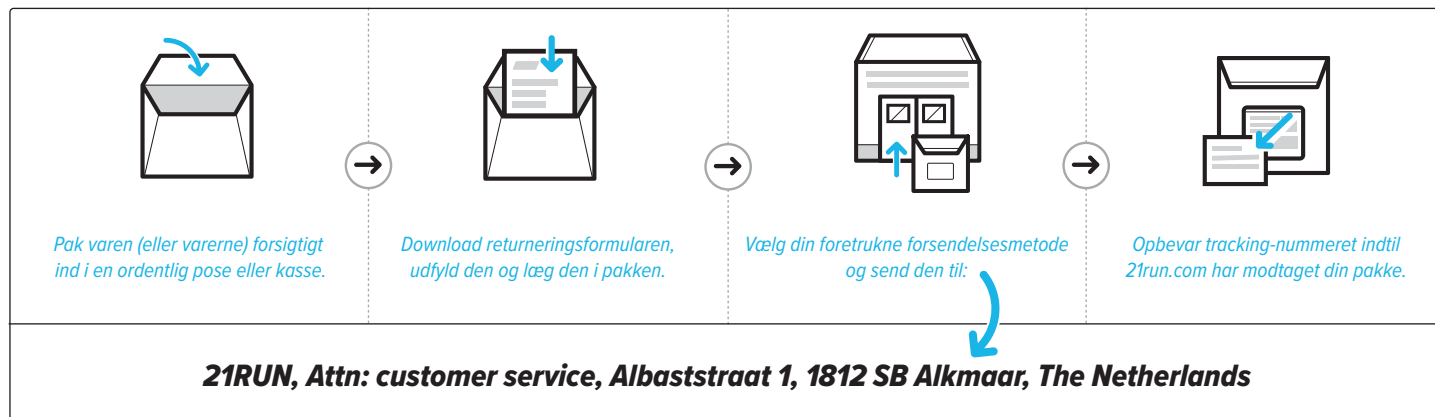 Pak varen (eller varerne) forsigtigt
ind i en ordentlig pose eller kasse.
Download returneringsformularen,
udfyld den og læg den i pakken.
Vælg din foretrukne forsendelsesmetode
og send den til:
Opbevar tracking-nummeret indtil
21run.com har modtaget din pakke.
21RUN, Attn: customer service, Albaststraat 1, 1812 SB Alkmaar, The Netherlands